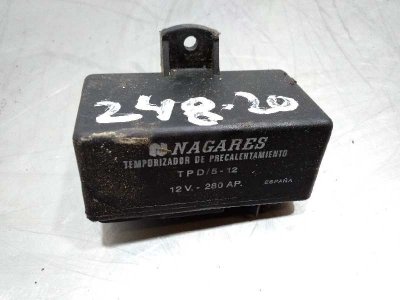 248-20
NAGARES
TEMPORIZADOR DE PRECALENTAMIENTO
TPD/5-12
12 V. - 280 AP.
ESPAÑA